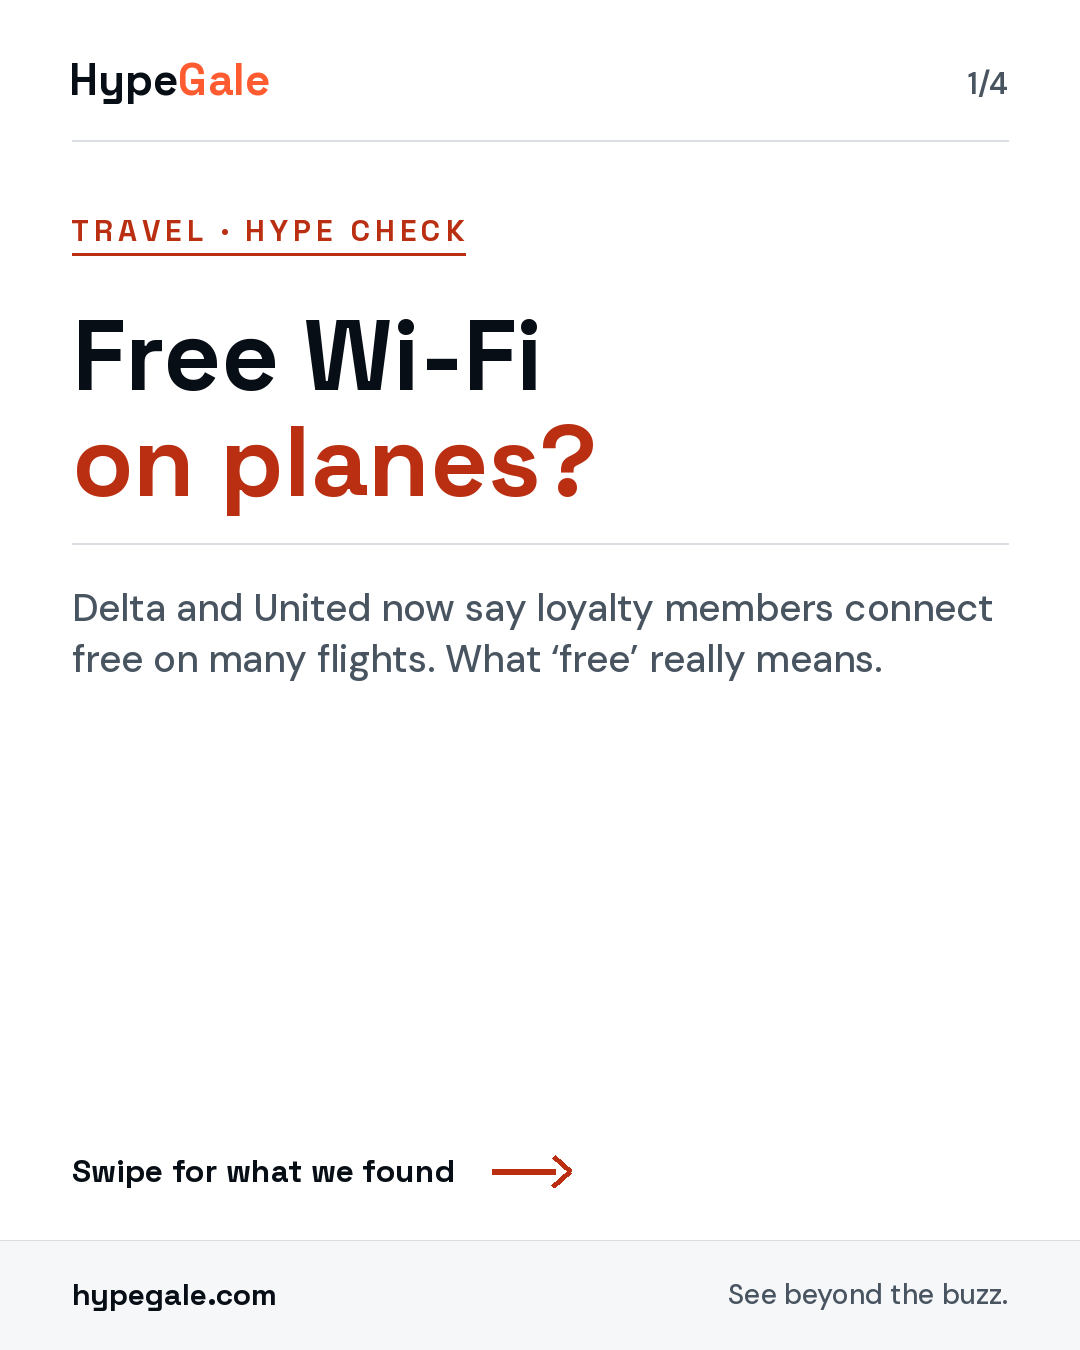 HypeGale
1/4
TRAVEL · HYPE CHECK
Free Wi-Fi
on planes?
Delta and United now say loyalty members connect
free on many flights. What ‘free’ really means.
Swipe for what we found
hypegale.com
See beyond the buzz.